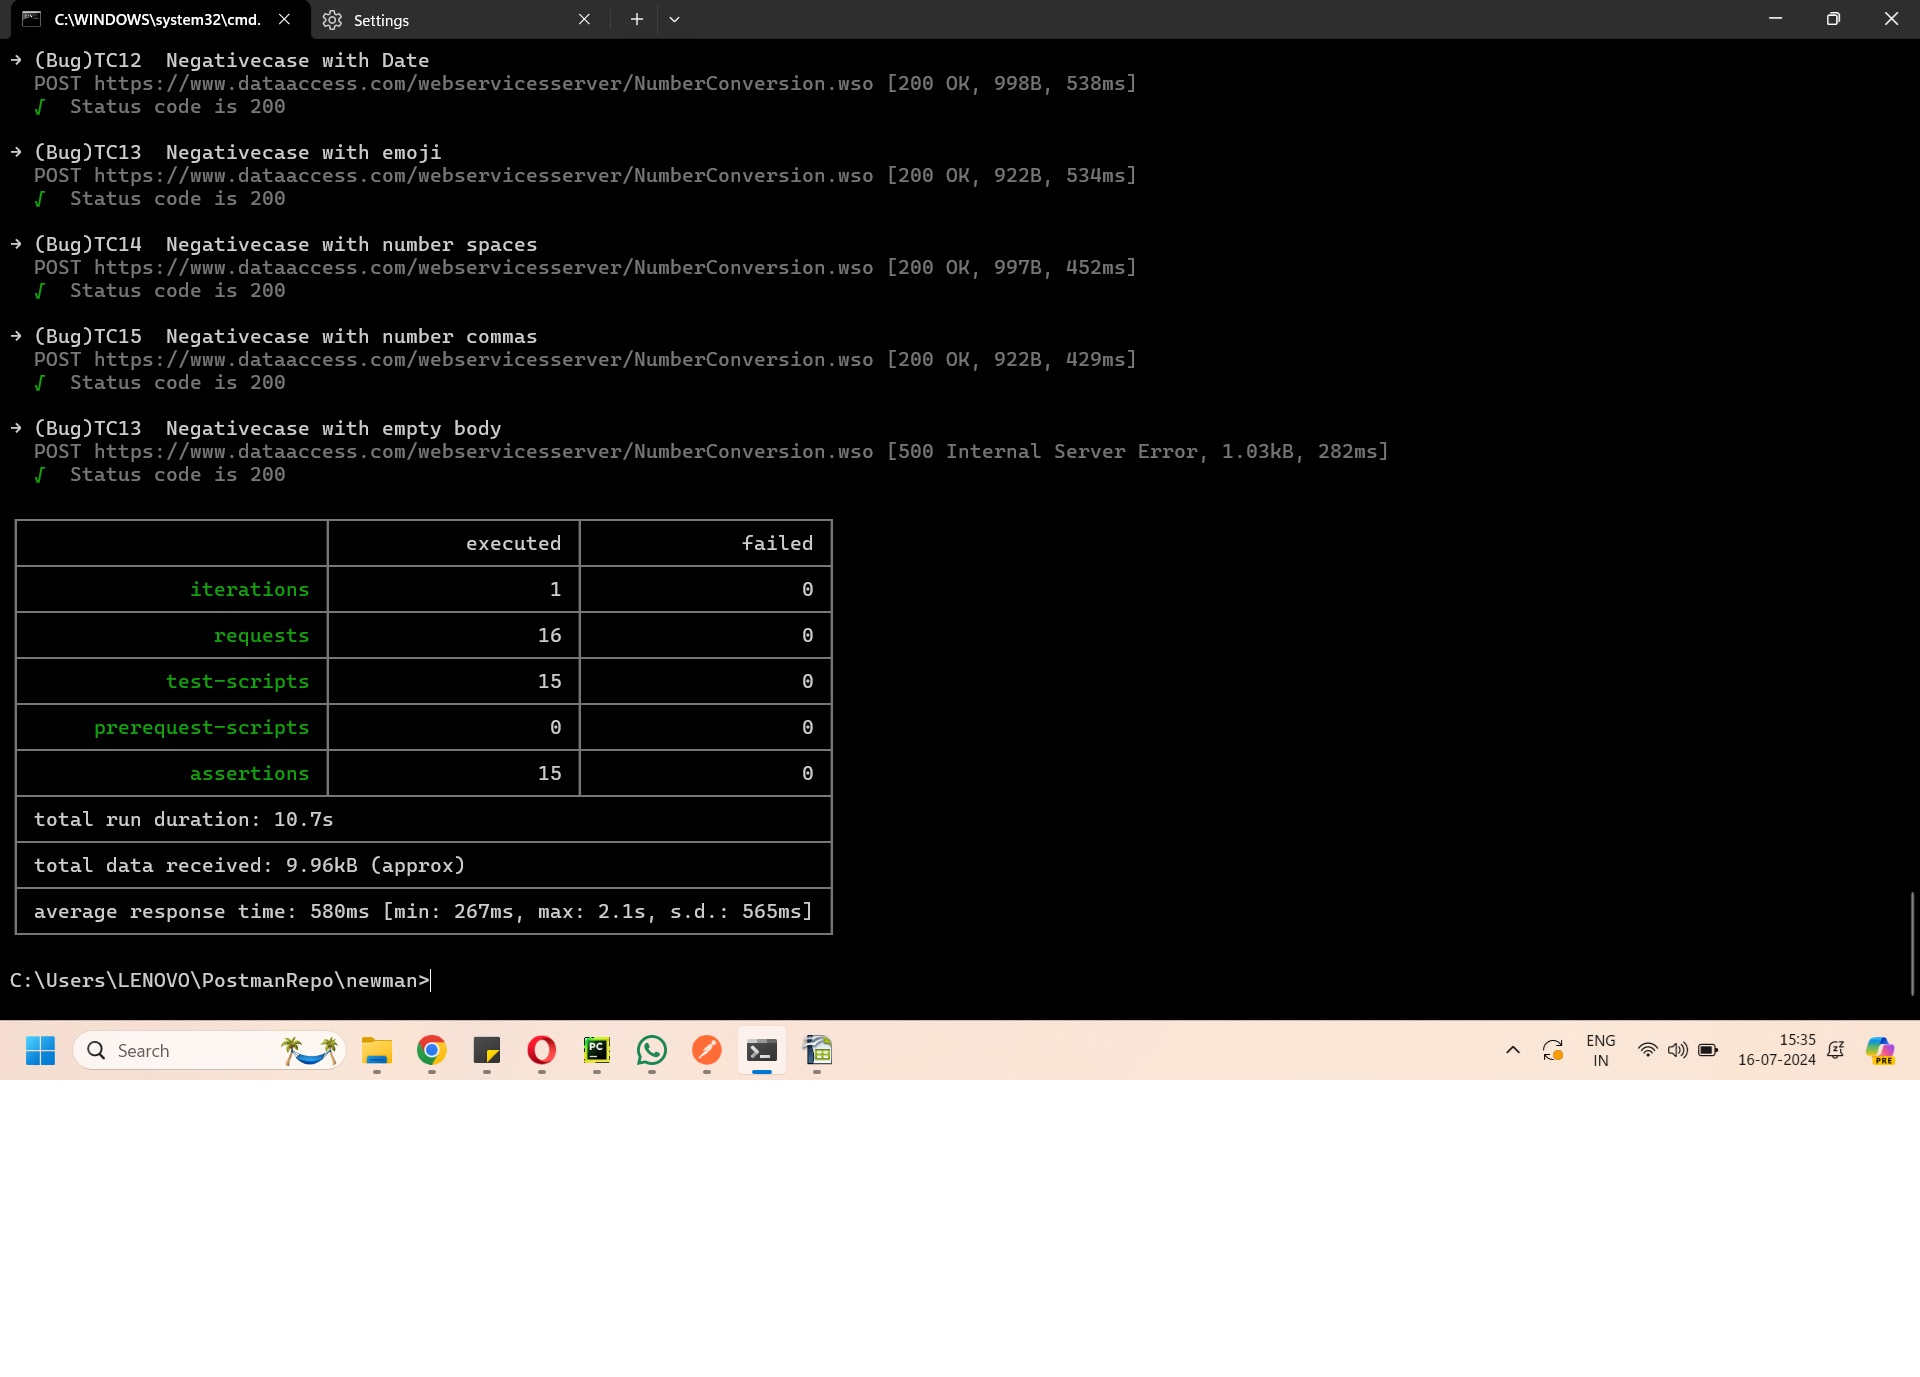 C:\WINDOWS\system32\cmd.
Settings
→ (Bug)TC12  Negativecase with Date
POST https://www.dataaccess.com/webservicesserver/NumberConversion.wso [200 OK, 998B, 538ms]
√  Status code is 200
→ (Bug)TC13  Negativecase with emoji
POST https://www.dataaccess.com/webservicesserver/NumberConversion.wso [200 OK, 922B, 534ms]
√  Status code is 200
→ (Bug)TC14  Negativecase with number spaces
POST https://www.dataaccess.com/webservicesserver/NumberConversion.wso [200 OK, 997B, 452ms]
√  Status code is 200
→ (Bug)TC15  Negativecase with number commas
POST https://www.dataaccess.com/webservicesserver/NumberConversion.wso [200 OK, 922B, 429ms]
√  Status code is 200
→ (Bug)TC13  Negativecase with empty body
POST https://www.dataaccess.com/webservicesserver/NumberConversion.wso [500 Internal Server Error, 1.03kB, 282ms]
√  Status code is 200
executed failed
iterations 1 0
requests 16 0
test-scripts 15 0
prerequest-scripts 0 0
assertions 15 0
total run duration: 10.7s
total data received: 9.96kB (approx)
average response time: 580ms [min: 267ms, max: 2.1s, s.d.: 565ms]
C:\Users\LENOVO\PostmanRepo\newman>
Search
PC
ENG
IN
15:35
16-07-2024
PRE